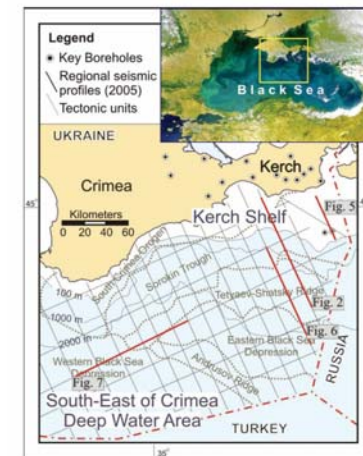 Legend
Key Boreholes
Regional seismic
profiles (2005)
Tectonic units
Black Sea
UKRAINE
Crimea
Kerch
Kilometers
0 20 40 60
Kerch Shelf
45°
45°
Fig. 5
South Crimea Orogen
100 m
1000 m
2000 m
Sorokin Trough
Tetyaev-Shatsky Ridge
Fig. 2
Fig. 6
Western Black Sea
Depression
Eastern Black Sea
Depression
Andrusov Ridge
RUSSIA
Fig. 7
South-East of Crimea
Deep Water Area
TURKEY